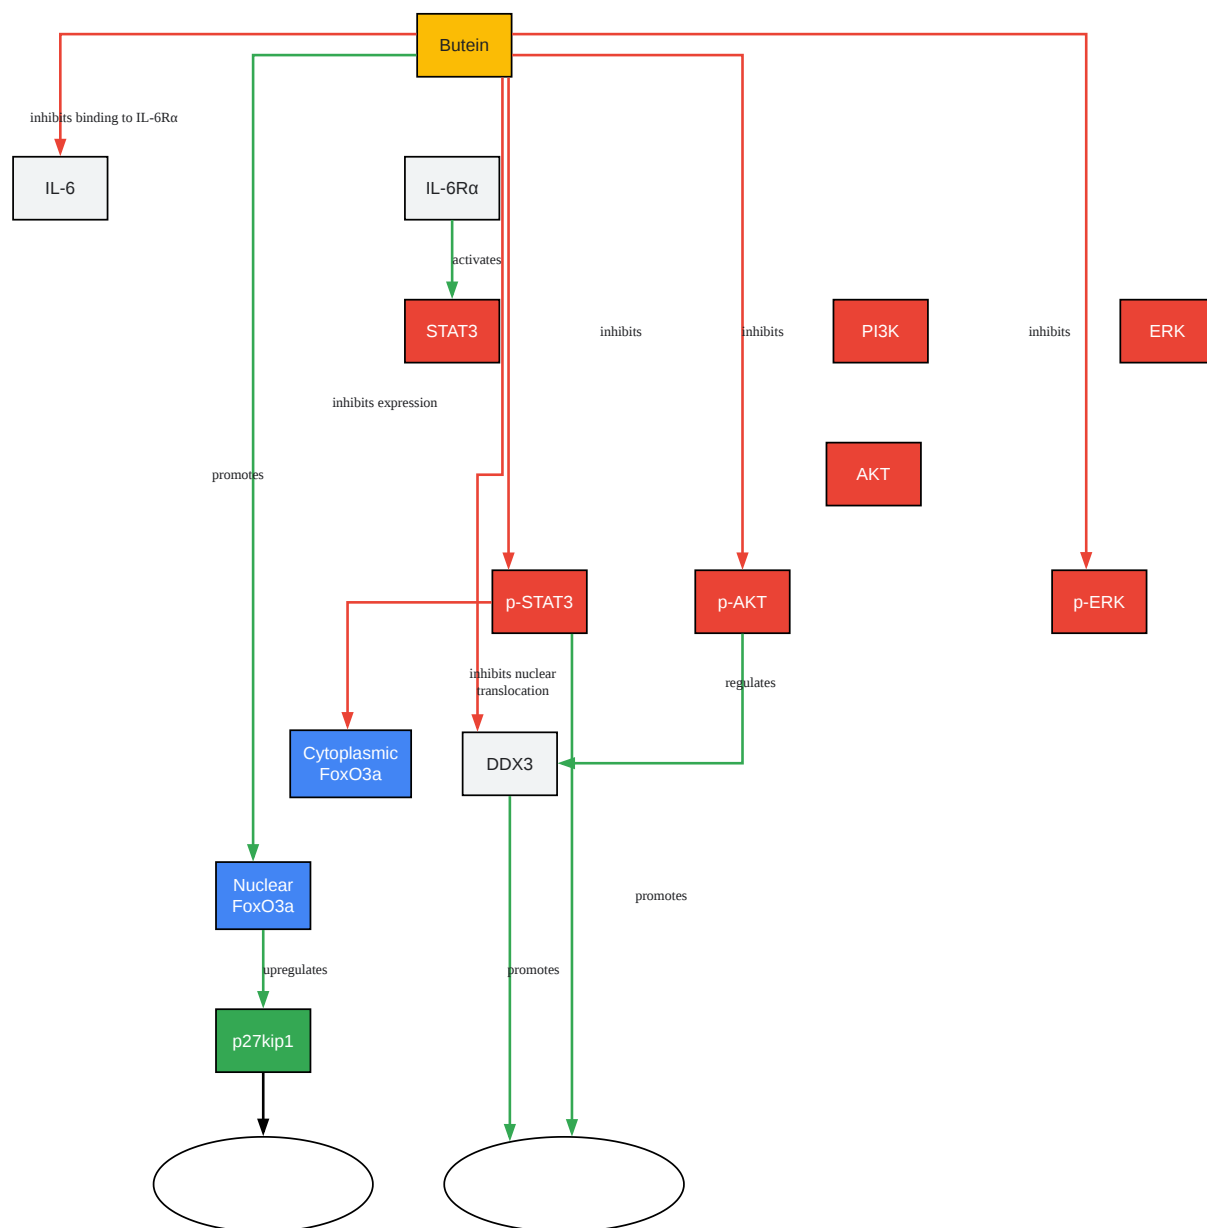 Butein
inhibits binding to IL-6Rα
IL-6
IL-6Rα
activates
STAT3
inhibits
inhibits
PI3K
inhibits
ERK
inhibits expression
promotes
AKT
p-STAT3
p-AKT
p-ERK
inhibits nuclear
translocation
regulates
Cytoplasmic
FoxO3a
DDX3
Nuclear
FoxO3a
promotes
upregulates
promotes
p27kip1